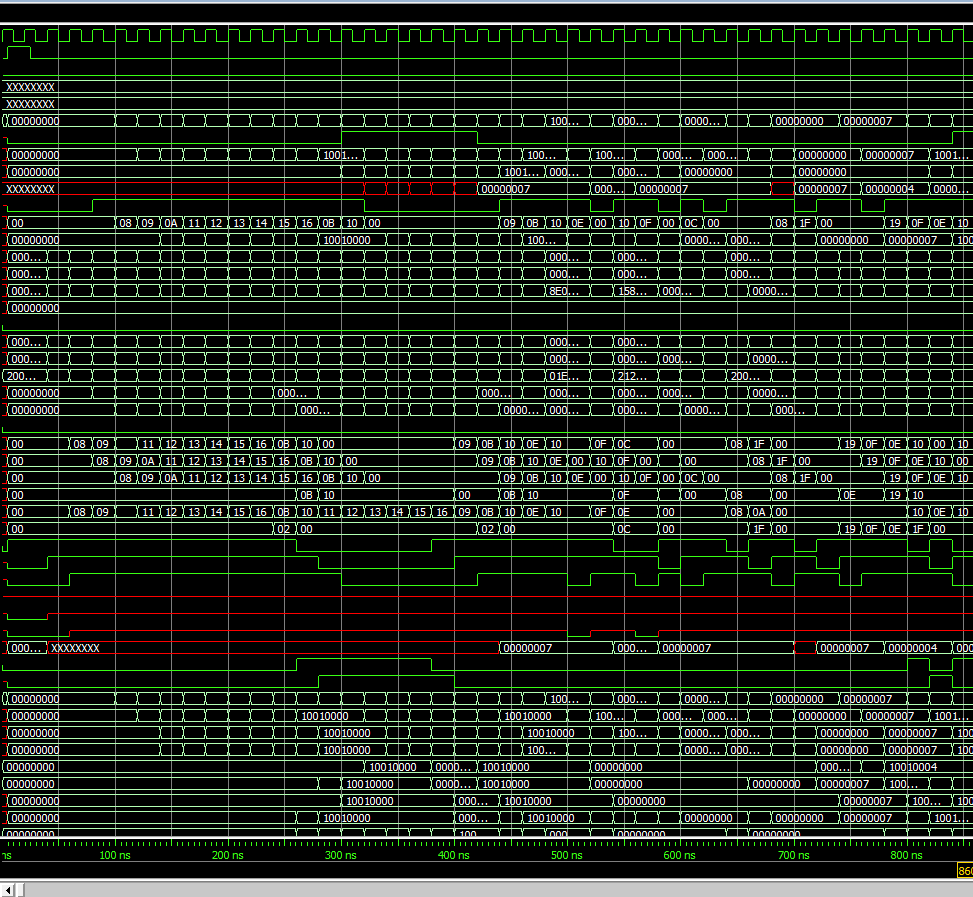 XXXXXXXX
XXXXXXXX
00000000 100... 000... 0000... 00000000 00000007
00000000 1001... 100... 100... 000... 000... 00000000 00000007 1001...
00000000 1001... 000... 000... 00000000 00000000
XXXXXXXX 00000007 000... 00000007 00000007 00000004 0000...
00 08 09 0A 11 12 13 14 15 16 0B 10 00 09 0B 10 0E 00 10 0F 00 0C 00 08 1F 00 19 0F 0E 10
00000000 10010000 100... 0000... 000... 00000000 00000007 100
000... 000... 000... 000...
000... 000... 000... 000...
000... 8E0... 158... 000... 0000...
00000000
000... 000... 000...
000... 000... 000... 000... 0000...
200... 01E... 212... 200...
00000000 000... 000... 000... 000... 0000...
00000000 000... 0000... 000... 000... 0000... 000...
00 08 09 11 12 13 14 15 16 0B 10 00 09 0B 10 0E 10 0F 0C 00 08 1F 00 19 0F 0E 10 00 10
00 08 09 0A 11 12 13 14 15 16 0B 10 00 09 0B 10 0E 00 10 0F 00 00 08 1F 00 19 0F 0E 10 00
00 08 09 0A 11 12 13 14 15 16 0B 10 00 09 0B 10 0E 00 10 0F 00 0C 00 08 1F 00 19 0F 0E 10
00 0B 10 00 0B 10 0F 00 08 00 0E 19 10
00 08 09 11 12 13 14 15 16 0B 10 11 12 13 14 15 16 09 0B 10 0E 10 0F 0E 00 08 0A 00 10 0E 10
00 02 00 02 00 0C 00 1F 00 19 0F 0E 1F 00
000... XXXXXXXX 00000007 000... 00000007 00000007 00000004 000
00000000 100... 000... 0000... 00000000 00000007
00000000 10010000 10010000 100... 000... 000... 00000000 00000007 1001...
00000000 10010000 10010000 100... 0000... 000... 00000000 00000007 100
00000000 10010000 100... 0000... 000... 00000000 00000007 100
00000000 10010000 0000... 10010000 00000000 000... 10010004
00000000 10010000 0000... 10010000 00000000 00000000 00000007 100...
00000000 10010000 000... 10010000 00000000 00000007 100... 100
00000000 10010000 000... 10010000 00000000 00000000 00000007 1001...
00000000 100 000 00000000 00000000
ns 100 ns 200 ns 300 ns 400 ns 500 ns 600 ns 700 ns 800 ns
860